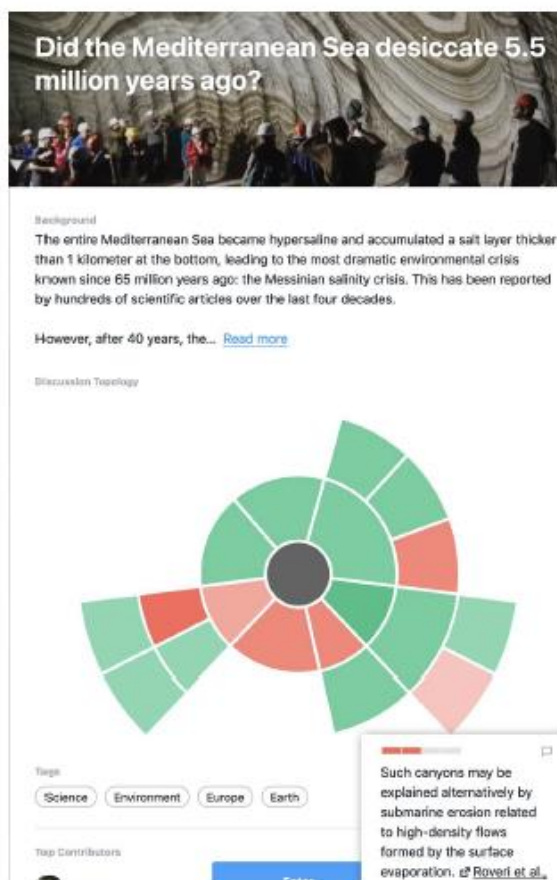 Did the Mediterranean Sea desiccate 5.5
million years ago?
Background
The entire Mediterranean Sea became hypersaline and accumulated a salt layer thicker
than 1 kilometer at the bottom, leading to the most dramatic environmental crisis
known since 65 million years ago: the Messinian salinity crisis. This has been reported
by hundreds of scientific articles over the last four decades.
However, after 40 years, the... Read more
Discussion Topology
Tags
Science
Environment
Europe
Earth
Top Contributors
Enter
Such canyons may be
explained alternatively by
submarine erosion related
to high-density flows
formed by the surface
evaporation. Roveri et al.,